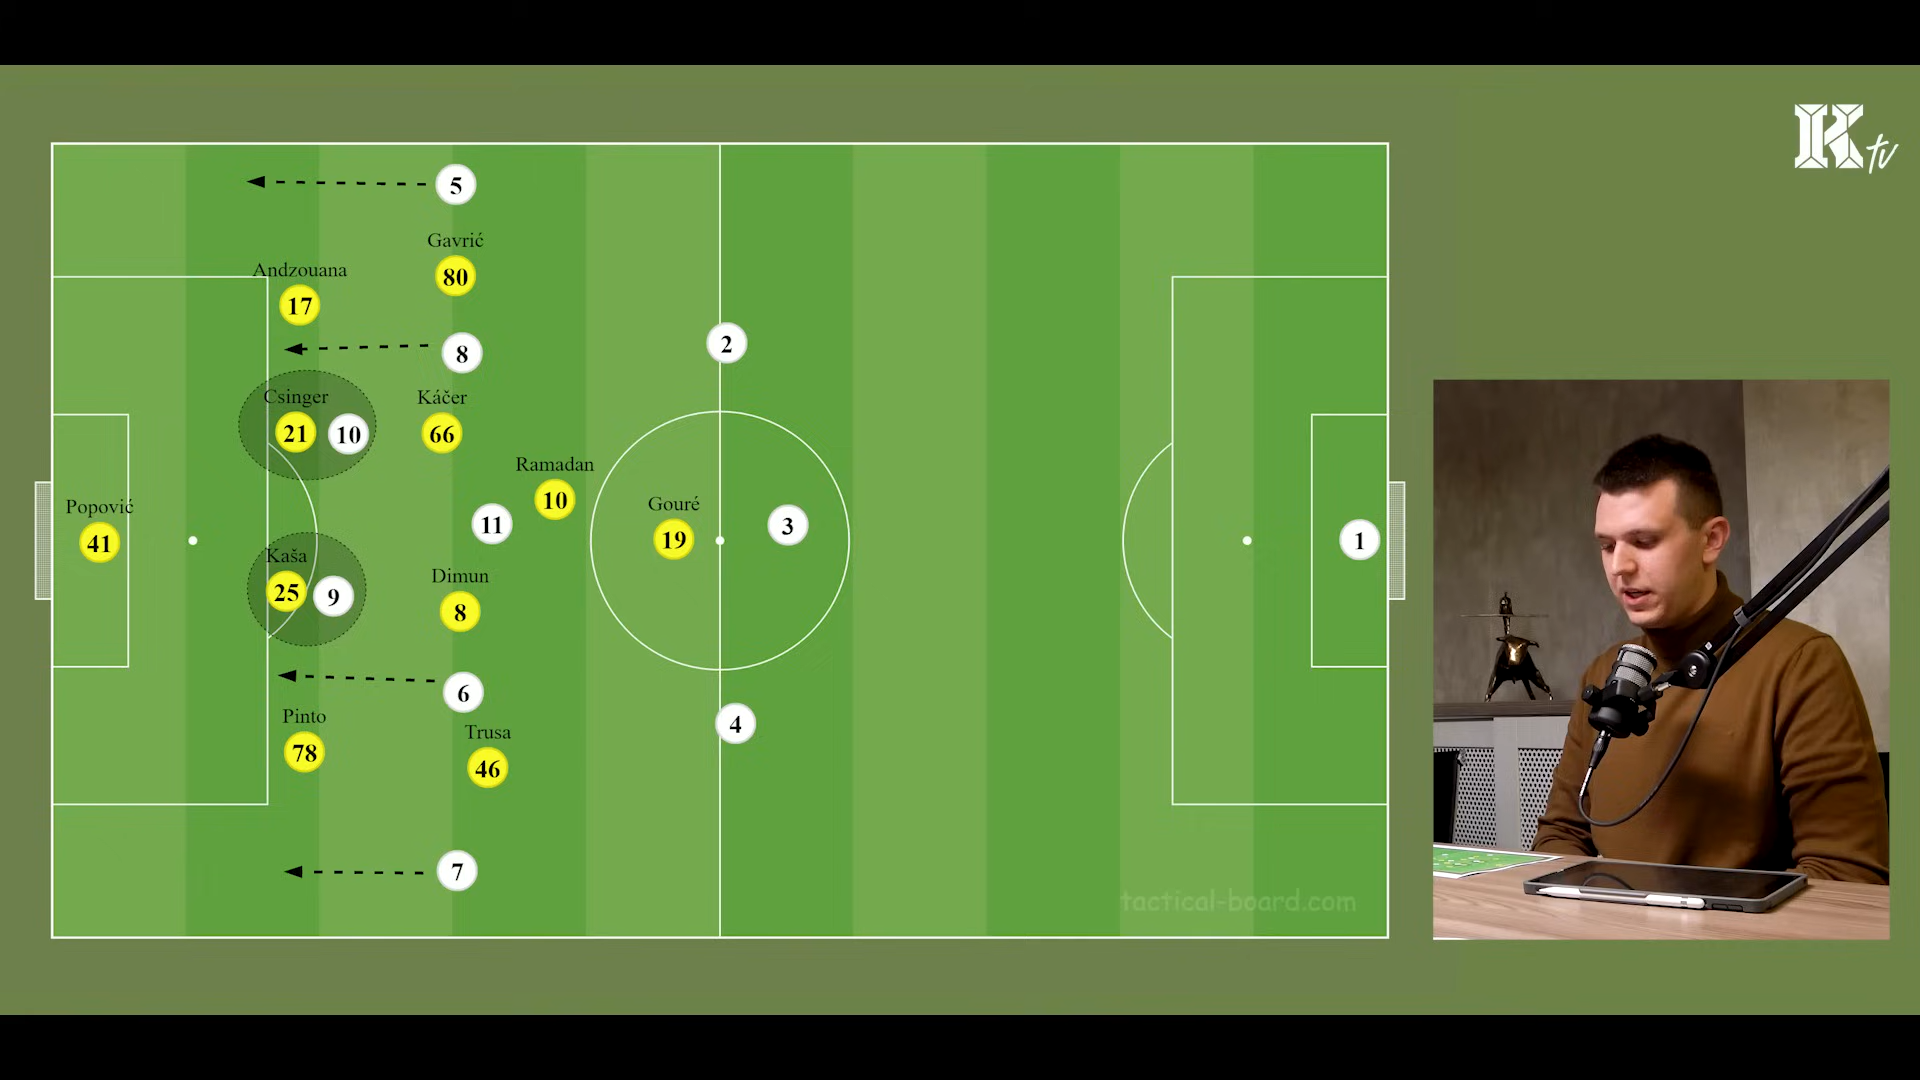 K tv
5
Gavrić
80
Andzouana
17
8
2
Csinger
21
10
Káčer
66
Ramadan
10
11
Gouré
19
3
1
Popović
41
Kaša
25
9
Dimun
8
6
4
Pinto
78
Trusa
46
7
tactical-board.com